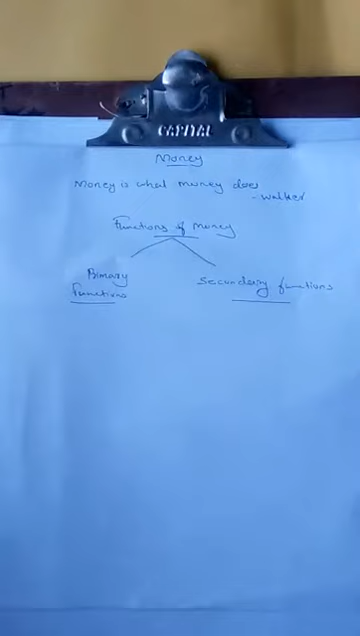 CAPITAL
Money
Money is what money does
- Walker
Functions of Money
Primary
functions
Secondary functions